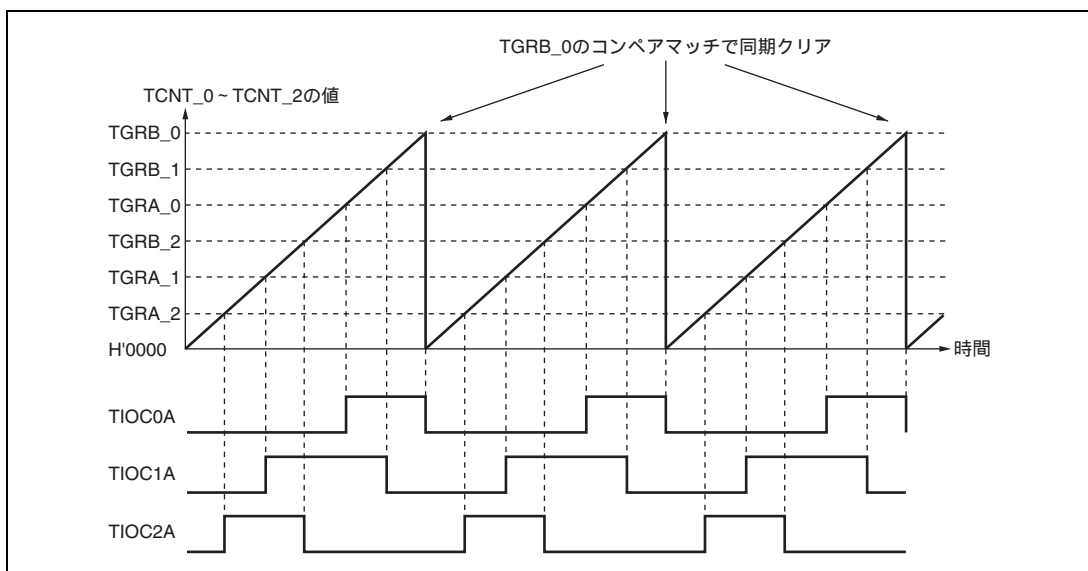 TGRB_0のコンペアマッチで同期クリア
TCNT_0~TCNT_2の値
TGRB_0
TGRB_1
TGRA_0
TGRB_2
TGRA_1
TGRA_2
H'0000
時間
TIOC0A
TIOC1A
TIOC2A